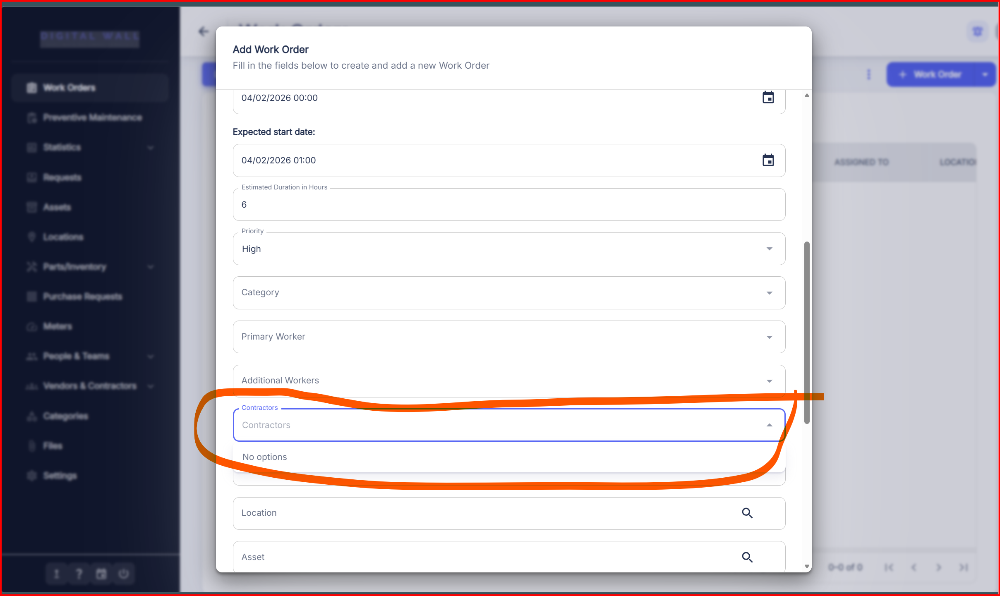 DIGITAL WALL
Work Orders
Preventive Maintenance
Statistics
Requests
Assets
Locations
Parts/Inventory
Purchase Requests
Meters
People & Teams
Vendors & Contractors
Categories
Files
Settings
+ Work Order
ASSIGNED TO
0-0 of 0
Add Work Order
Fill in the fields below to create and add a new Work Order
04/02/2026 00:00
Expected start date:
04/02/2026 01:00
Estimated Duration in Hours
6
Priority
High
Category
Primary Worker
Additional Workers
Contractors
Contractors
No options
Location
Asset